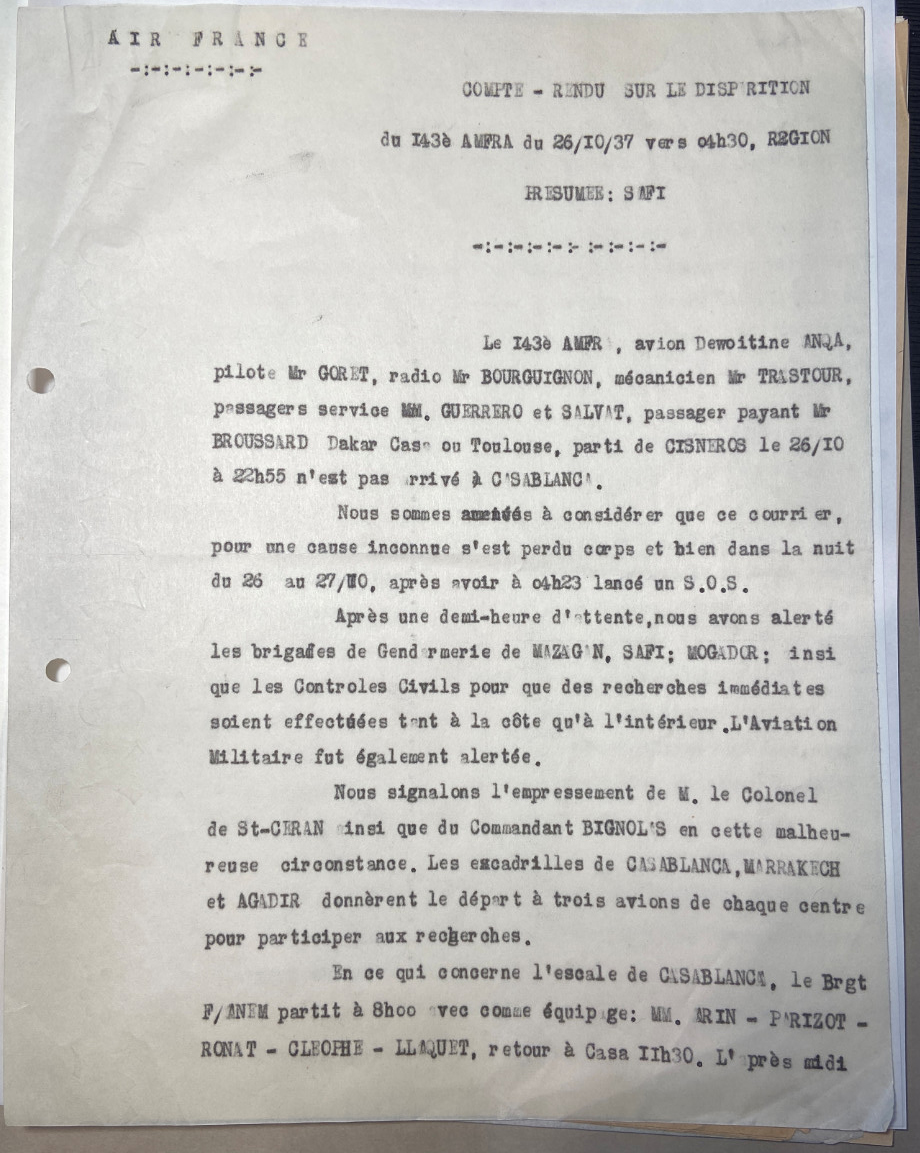 AIR FRANCE
-:-:-:-:-:-:-
COMPTE - RENDU SUR LE DISPARITION
du I43è AMFRA du 26/IO/37 vers 04h30, REGION
PRESUMEE: SAFI
-:-:-:-:-:- :-:-:-:-
Le I43è AMFR , avion Dewoitine ANQA,
pilote Mr GORET, radio Mr BOURGUIGNON, mécanicien Mr TRASTOUR,
passagers service MM. GUERRERO et SALVAT, passager payant Mr
BROUSSARD Dakar Casa ou Toulouse, parti de CISNEROS le 26/IO
à 22h55 n'est pas arrivé à CASABLANCA.
Nous sommes amenés à considérer que ce courrier,
pour une cause inconnue s'est perdu corps et bien dans la nuit
du 26 au 27/IO, après avoir à 04h23 lancé un S.O.S.
Après une demi-heure d'attente,nous avons alerté
les brigades de Gendarmerie de MAZAGAN, SAFI; MOGADOR; insi
que les Controles Civils pour que des recherches immédiates
soient effectuées tant à la côte qu'à l'intérieur.L'Aviation
Militaire fut également alertée.
Nous signalons l'empressement de M. le Colonel
de St-CERAN ainsi que du Commandant BIGNOL'S en cette malheu-
reuse circonstance. Les escadrilles de CASABLANCA,MARRAKECH
et AGADIR donnèrent le départ à trois avions de chaque centre
pour participer aux recherches.
En ce qui concerne l'escale de CASABLANCA, le Brgt
F/ANEM partit à 8h00 avec comme équipage: MM. ARIN - PARIZOT -
RONAT - CLEOPHE - LLAQUET, retour à Casa IIh30. L'après midi